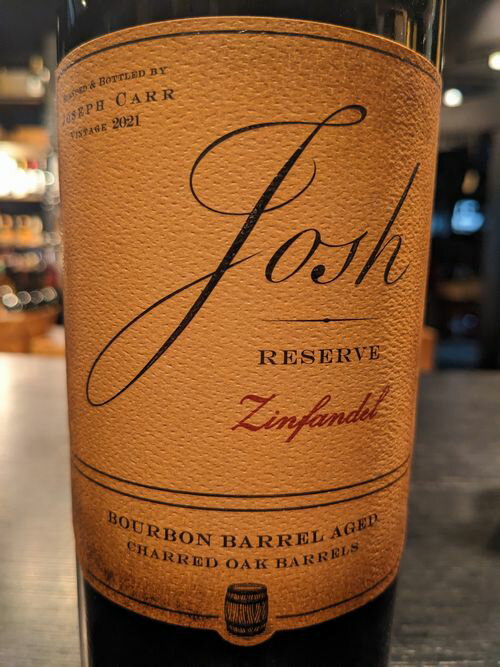 & BOTTLED BY
JOSEPH CARR
VINTAGE 2021
Josh
RESERVE
Zinfandel
BOURBON BARREL AGED
CHARRED OAK BARRELS